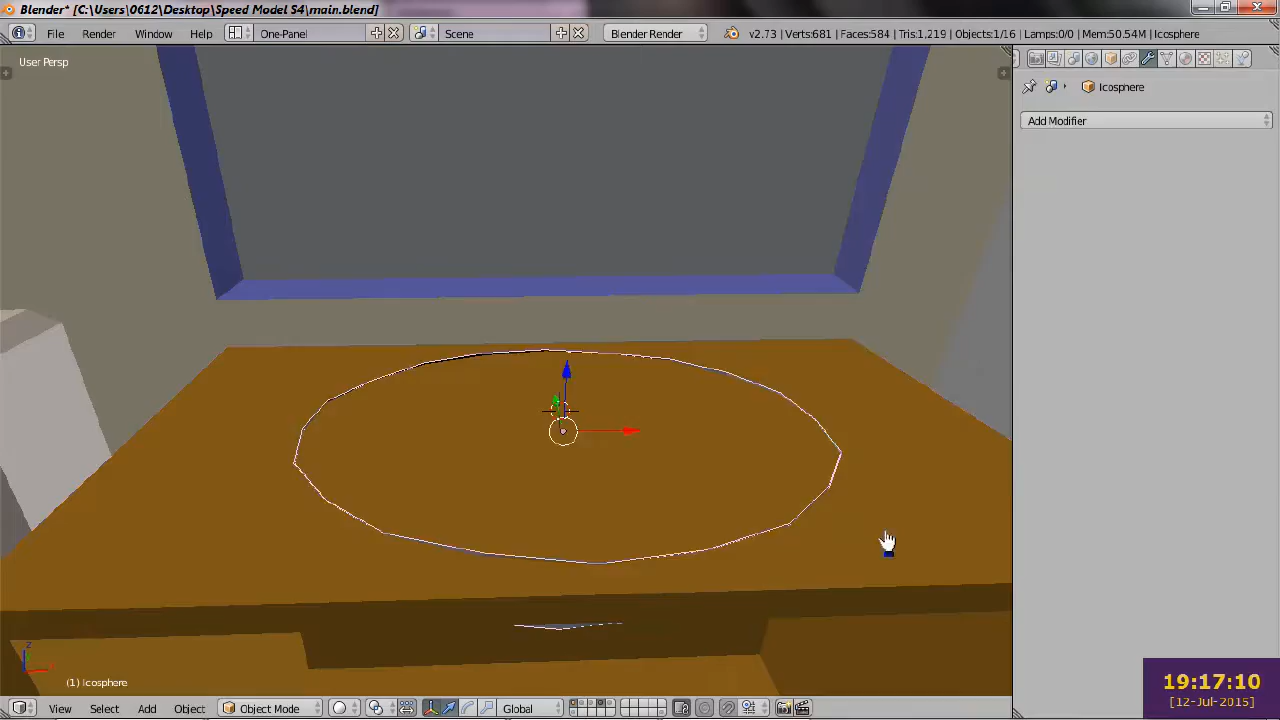 Blender* [C:\Users\0612\Desktop\Speed Model S4\main.blend]
File Render Window Help One-Panel Scene Blender Render v2.73 | Verts:681 | Faces:584 | Tris:1,219 | Objects:1/16 | Lamps:0/0 | Mem:50.54M | Icosphere
User Persp
Icosphere
Add Modifier
z
(1) Icosphere
View Select Add Object Object Mode Global
19:17:10
[12-Jul-2015]